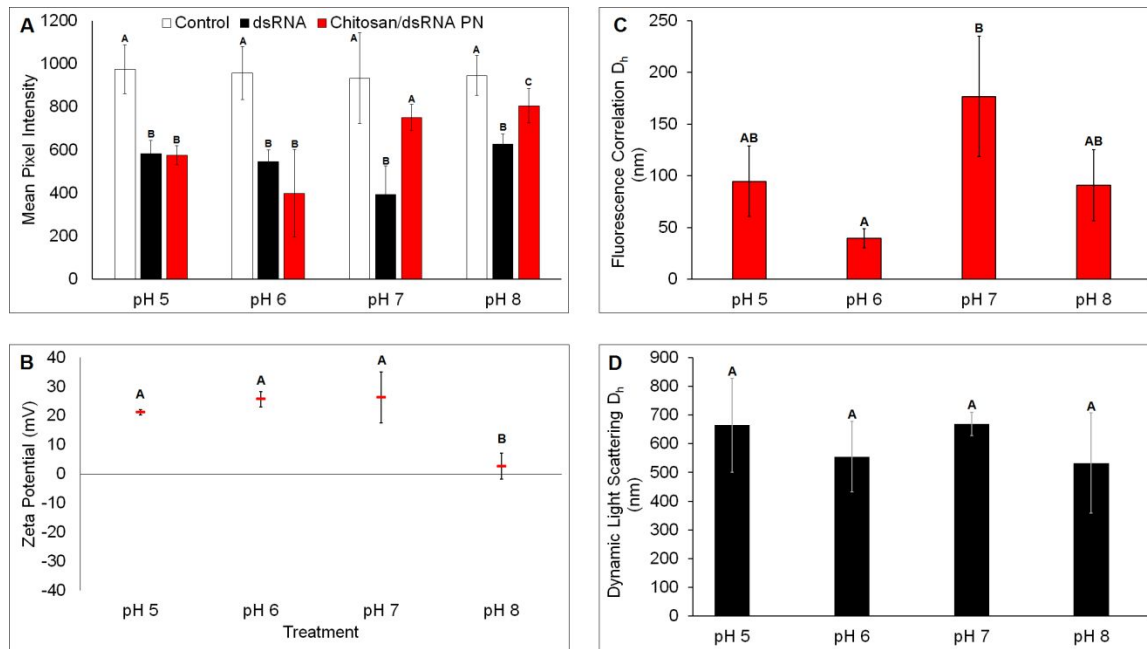 A
Control dsRNA Chitosan/dsRNA PN
Mean Pixel Intensity
1200
1000
800
600
400
200
0
A B B
A B B
A B A
A B C
pH 5 pH 6 pH 7 pH 8
B
Zeta Potential (mV)
40
30
20
10
0
-10
-20
-30
-40
A A A B
pH 5 pH 6 pH 7 pH 8
Treatment
C
Fluorescence Correlation Dh
(nm)
250
200
150
100
50
0
AB A B AB
pH 5 pH 6 pH 7 pH 8
D
Dynamic Light Scattering Dh
(nm)
900
800
700
600
500
400
300
200
100
0
A A A A
pH 5 pH 6 pH 7 pH 8